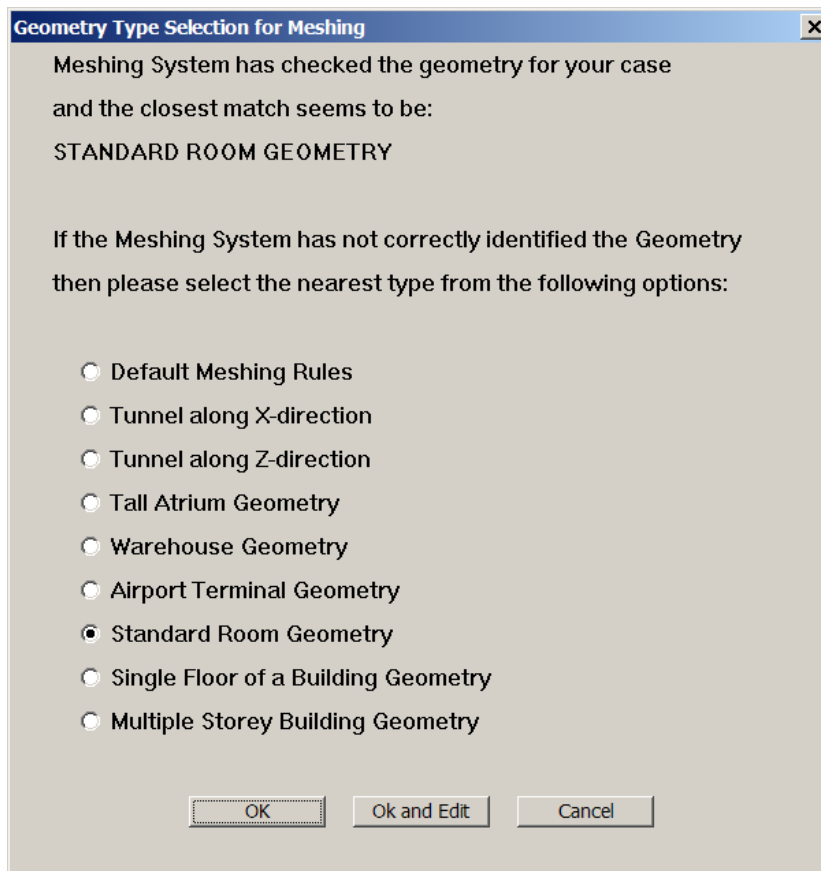 Geometry Type Selection for Meshing
Meshing System has checked the geometry for your case
and the closest match seems to be:
STANDARD ROOM GEOMETRY
If the Meshing System has not correctly identified the Geometry
then please select the nearest type from the following options:
Default Meshing Rules
Tunnel along X-direction
Tunnel along Z-direction
Tall Atrium Geometry
Warehouse Geometry
Airport Terminal Geometry
Standard Room Geometry
Single Floor of a Building Geometry
Multiple Storey Building Geometry
OK Ok and Edit Cancel